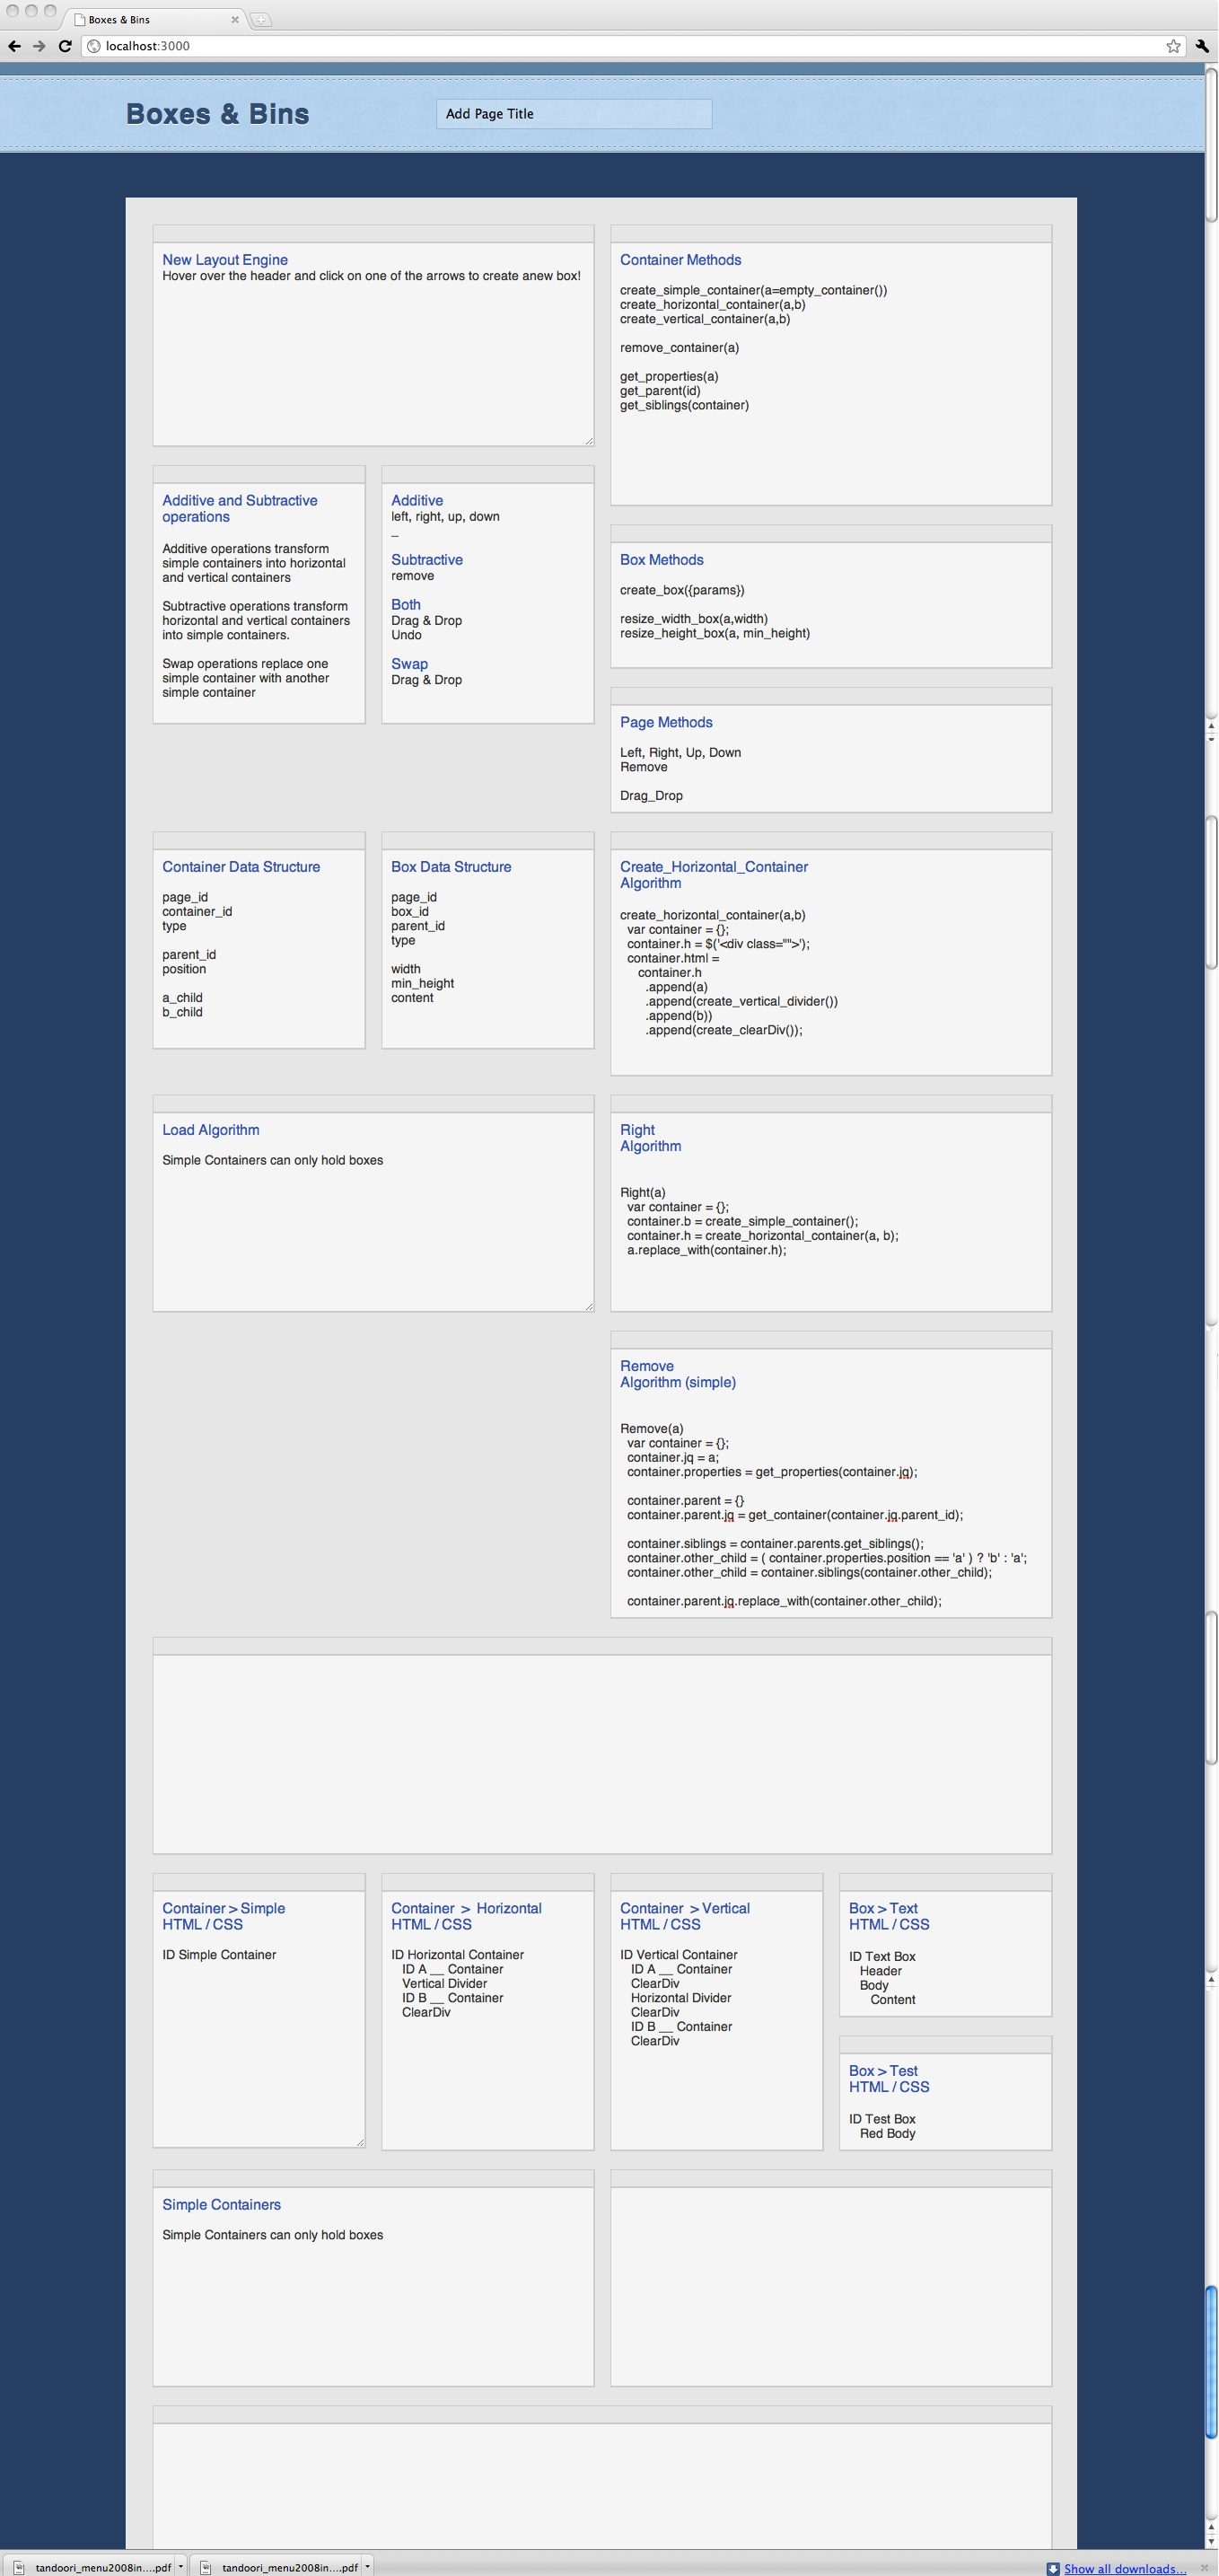 Boxes & Bins
localhost:3000
Boxes & Bins
Add Page Title
New Layout Engine
Hover over the header and click on one of the arrows to create anew box!
Container Methods
create_simple_container(a=empty_container())
create_horizontal_container(a,b)
create_vertical_container(a,b)
remove_container(a)
get_properties(a)
get_parent(id)
get_siblings(container)
Additive and Subtractive
operations
Additive operations transform
simple containers into horizontal
and vertical containers
Subtractive operations transform
horizontal and vertical containers
into simple containers.
Swap operations replace one
simple container with another
simple container
Additive
left, right, up, down
_
Subtractive
remove
Both
Drag & Drop
Undo
Swap
Drag & Drop
Box Methods
create_box({params})
resize_width_box(a,width)
resize_height_box(a, min_height)
Page Methods
Left, Right, Up, Down
Remove
Drag_Drop
Container Data Structure
page_id
container_id
type
parent_id
position
a_child
b_child
Box Data Structure
page_id
box_id
parent_id
type
width
min_height
content
Create_Horizontal_Container
Algorithm
create_horizontal_container(a,b)
var container = {};
container.h = $('<div class="">');
container.html =
container.h
.append(a)
.append(create_vertical_divider())
.append(b))
.append(create_clearDiv());
Load Algorithm
Simple Containers can only hold boxes
Right
Algorithm
Right(a)
var container = {};
container.b = create_simple_container();
container.h = create_horizontal_container(a, b);
a.replace_with(container.h);
Remove
Algorithm (simple)
Remove(a)
var container = {};
container.jq = a;
container.properties = get_properties(container.jq);
container.parent = {}
container.parent.jq = get_container(container.jq.parent_id);
container.siblings = container.parents.get_siblings();
container.other_child = ( container.properties.position == 'a' ) ? 'b' : 'a';
container.other_child = container.siblings(container.other_child);
container.parent.jq.replace_with(container.other_child);
Container > Simple
HTML / CSS
ID Simple Container
Container > Horizontal
HTML / CSS
ID Horizontal Container
ID A __ Container
Vertical Divider
ID B __ Container
ClearDiv
Container > Vertical
HTML / CSS
ID Vertical Container
ID A __ Container
ClearDiv
Horizontal Divider
ClearDiv
ID B __ Container
ClearDiv
Box > Text
HTML / CSS
ID Text Box
Header
Body
Content
Box > Test
HTML / CSS
ID Test Box
Red Body
Simple Containers
Simple Containers can only hold boxes
tandoori_menu2008in....pdf
tandoori_menu2008in....pdf
Show all downloads...